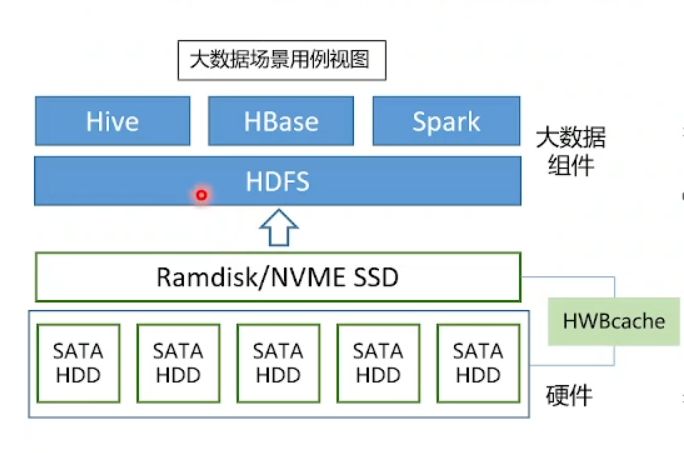 大数据场景用例视图
Hive HBase Spark
大数据
组件
HDFS
Ramdisk/NVME SSD
HWBcache
SATA SATA SATA SATA SATA
HDD HDD HDD HDD HDD
硬件